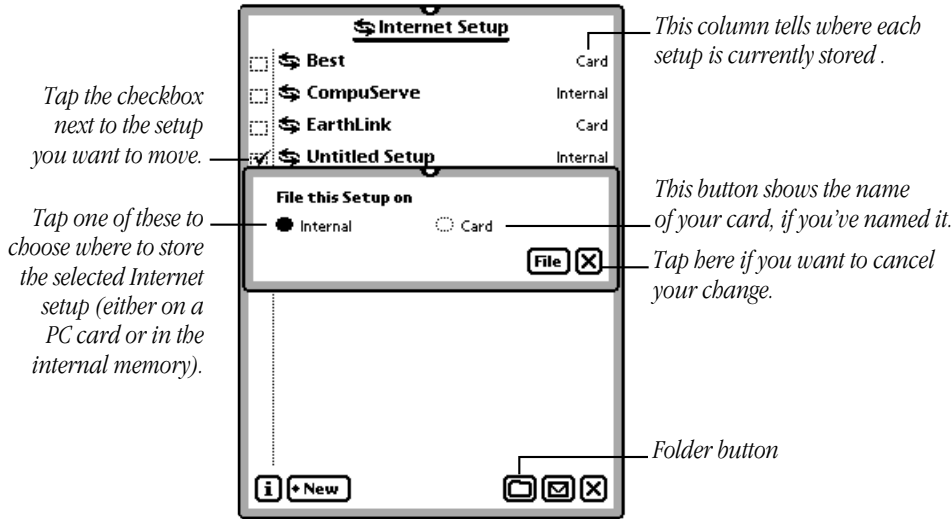 Internet Setup
Best Card
CompuServe Internal
EarthLink Card
Untitled Setup Internal
File this Setup on
Internal Card
File
i New
Tap the checkbox
next to the setup
you want to move.
Tap one of these to
choose where to store
the selected Internet
setup (either on a
PC card or in the
internal memory).
This column tells where each
setup is currently stored .
This button shows the name
of your card, if you’ve named it.
Tap here if you want to cancel
your change.
Folder button